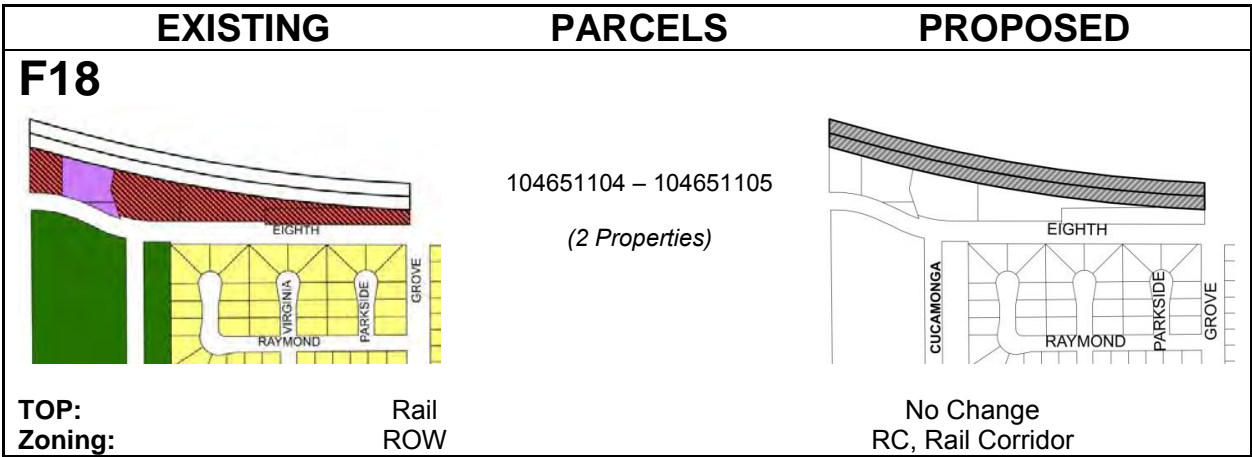 EXISTING PARCELS PROPOSED
F18
EIGHTH
VIRGINIA
PARKSIDE
GROVE
RAYMOND
104651104 – 104651105
(2 Properties)
EIGHTH
CUCAMONGA
PARKSIDE
GROVE
RAYMOND
TOP: Rail No Change
Zoning: ROW RC, Rail Corridor